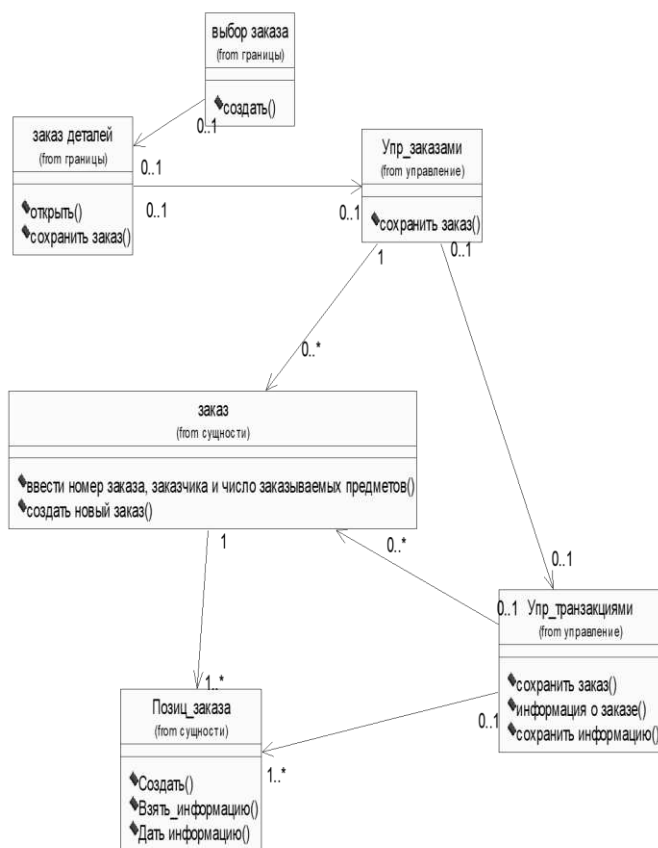 выбор заказа
(from границы)
создать()
0..1
заказ деталей
(from границы)
открыть()
сохранить заказ()
0..1
0..1
Упр_заказами
(from управление)
сохранить заказ()
0..1
0..1
1
0..*
заказ
(from сущности)
ввести номер заказа, заказчика и число заказываемых предметов()
создать новый заказ()
1
0..*
0..1
0..1
Упр_транзакциями
(from управление)
сохранить заказ()
информация о заказе()
сохранить информацию()
0..1
1..*
Позиц_заказа
(from сущности)
1..*
Создать()
Взять_информацию()
Дать информацию()